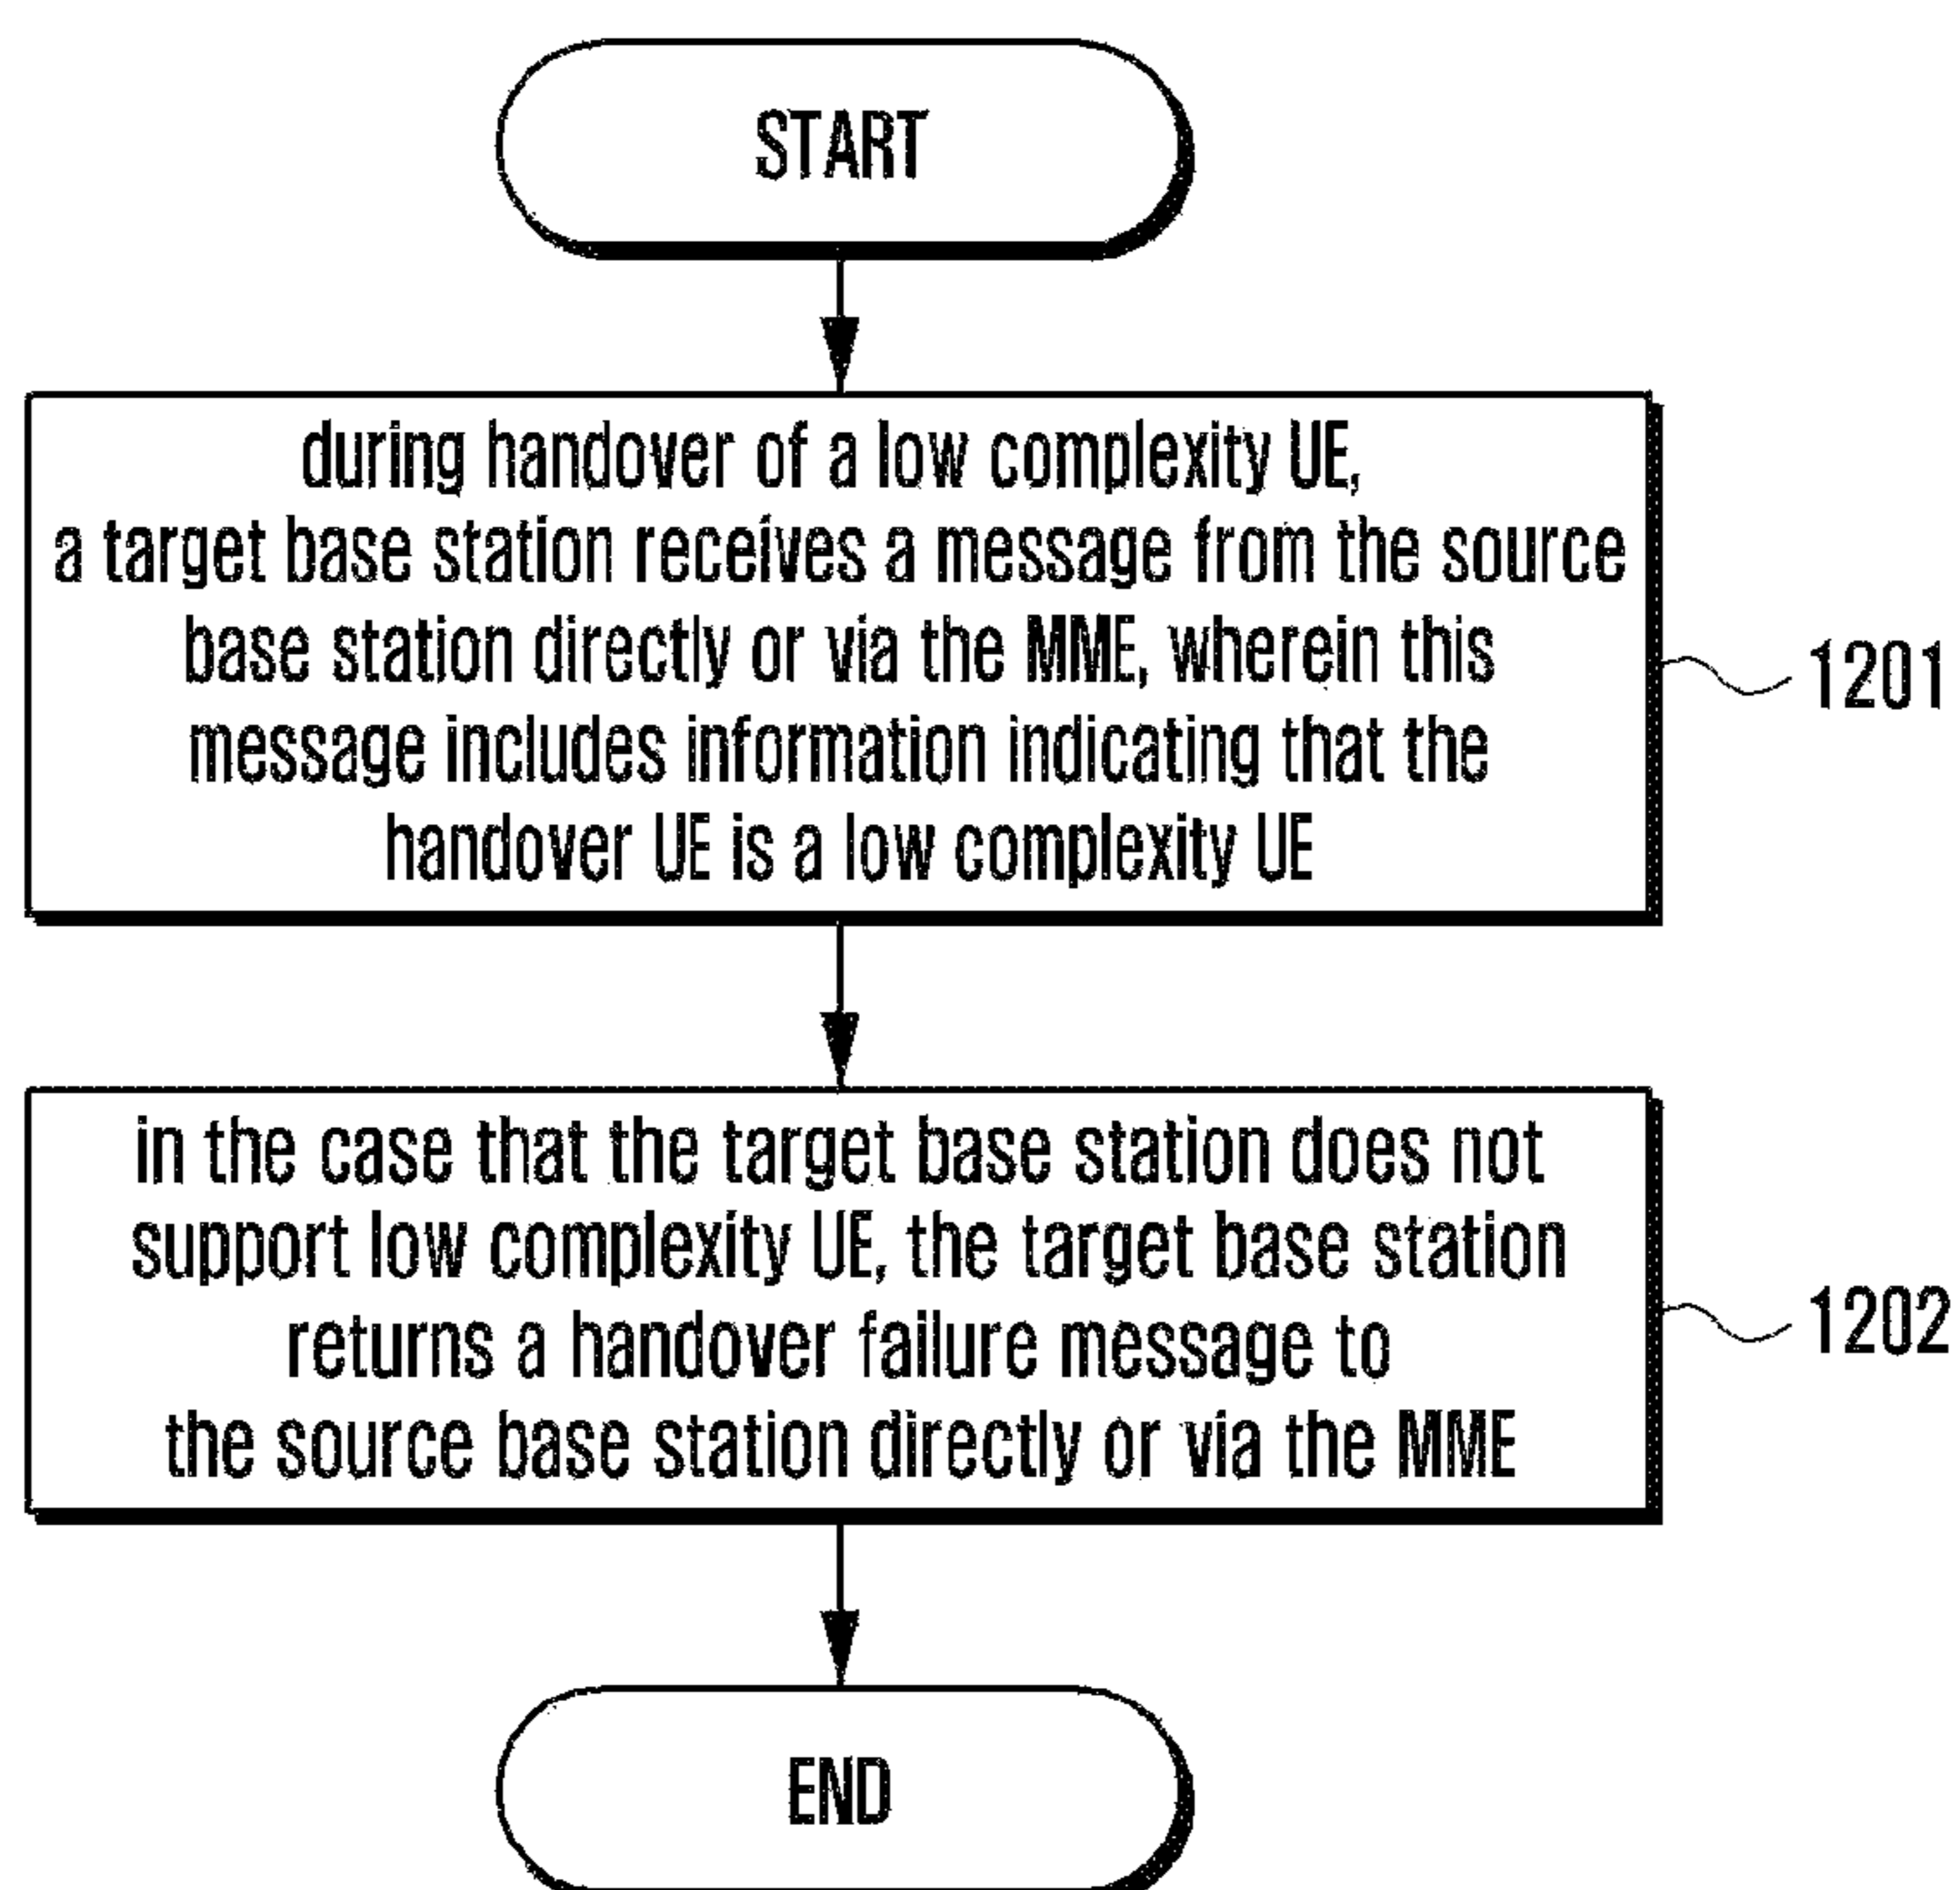 START
during handover of a low complexity UE,
a target base station receives a message from the source
base station directly or via the MME, wherein this
message includes information indicating that the
handover UE is a low complexity UE
1201
in the case that the target base station does not
support low complexity UE, the target base station
returns a handover failure message to
the source base station directly or via the MME
1202
END